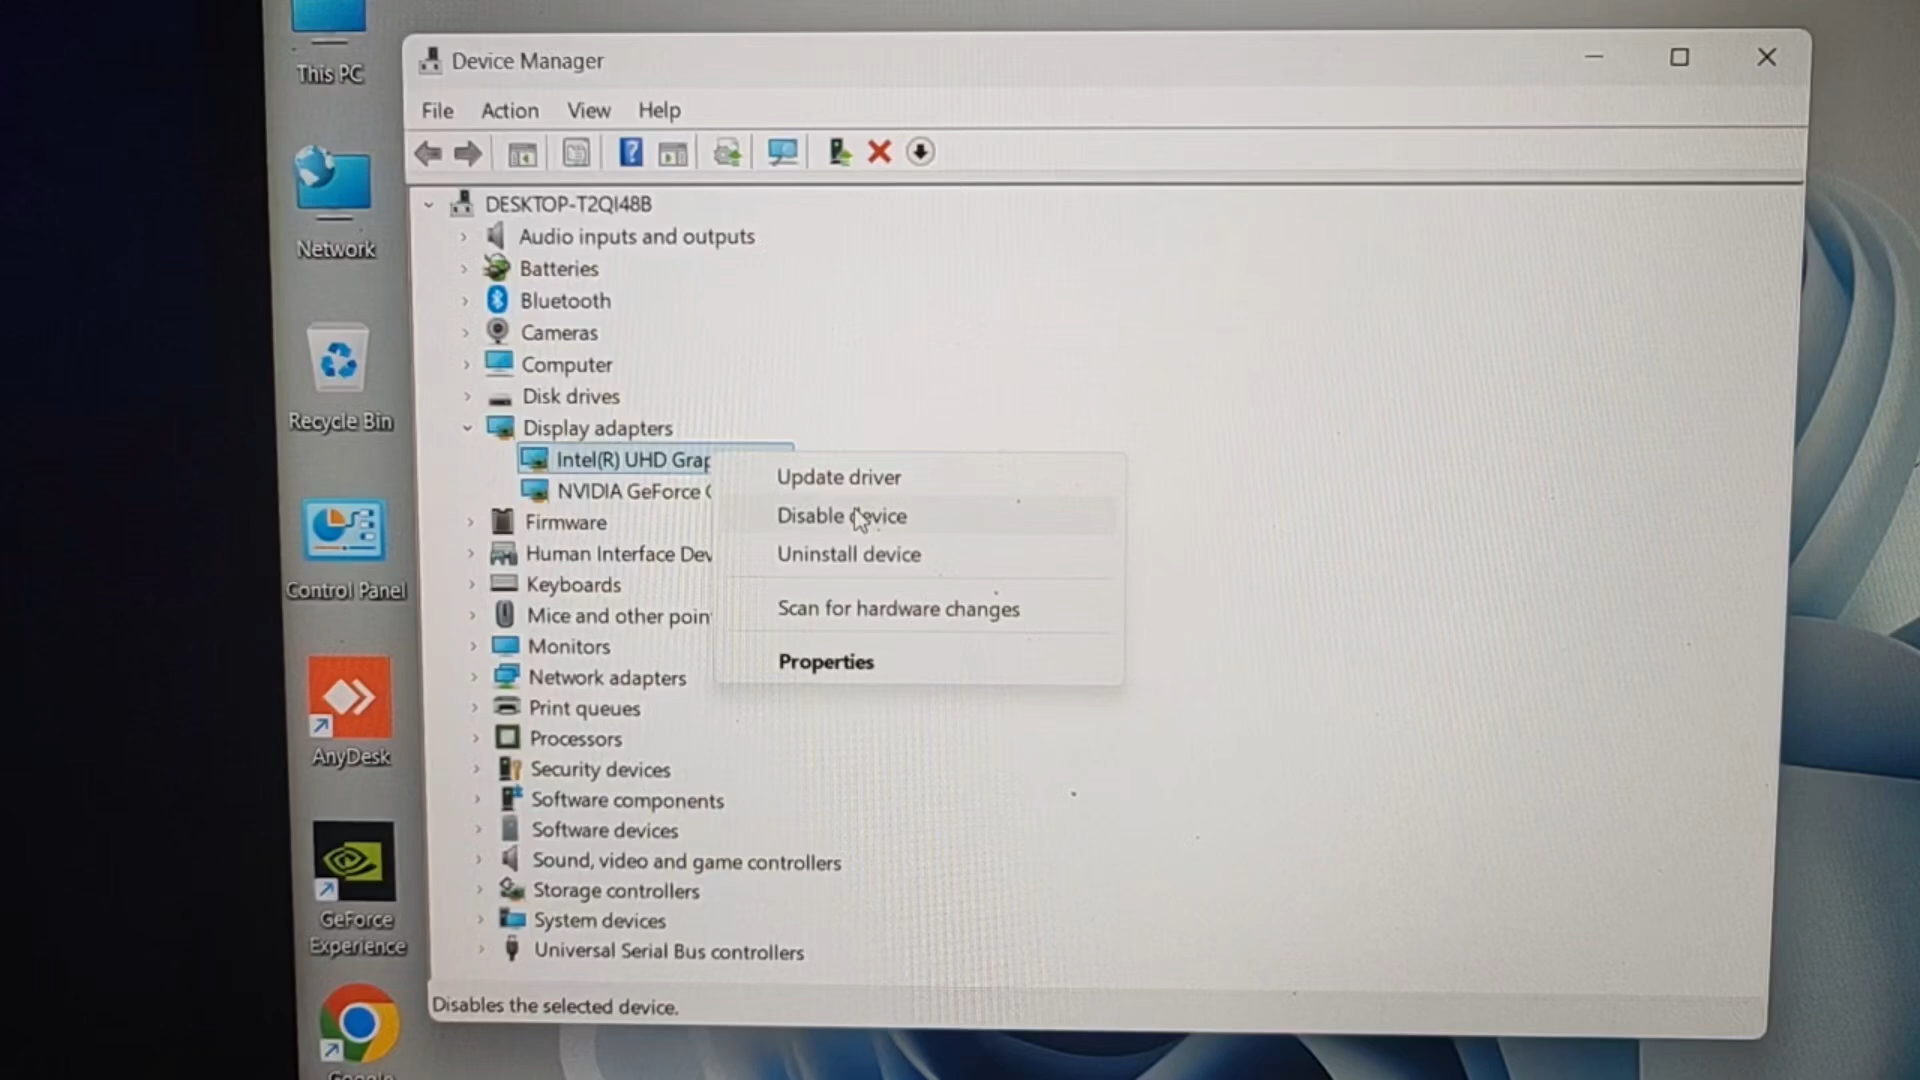 This PC
Network
Recycle Bin
Control Panel
AnyDesk
GeForce
Experience
Device Manager
File Action View Help
DESKTOP-T2QI48B
Audio inputs and outputs
Batteries
Bluetooth
Cameras
Computer
Disk drives
Display adapters
Intel(R) UHD Grap
NVIDIA GeForce
Firmware
Human Interface Dev
Keyboards
Mice and other poin
Monitors
Network adapters
Print queues
Processors
Security devices
Software components
Software devices
Sound, video and game controllers
Storage controllers
System devices
Universal Serial Bus controllers
Update driver
Disable device
Uninstall device
Scan for hardware changes
Properties
Disables the selected device.